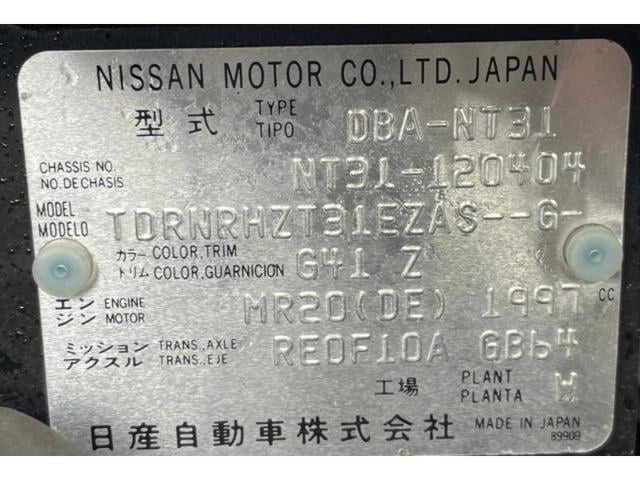 NISSAN MOTOR CO.,LTD. JAPAN
型式 TYPE TIPO DBA-NT31
CHASSIS NO. NO.DECHASIS NT31-120404
MODEL MODELO TDRNRHZT31EZAS--G-
カラー COLOR,TRIM
トリム COLOR,GUARNICION G41 Z
エン ENGINE
ジン MOTOR MR20(DE) 1997 CC
ミッション TRANS.,AXLE
アクスル TRANS.,EJE RE0F10A GB64
工場 PLANT PLANTA W
日産自動車株式会社 MADE IN JAPAN
89909